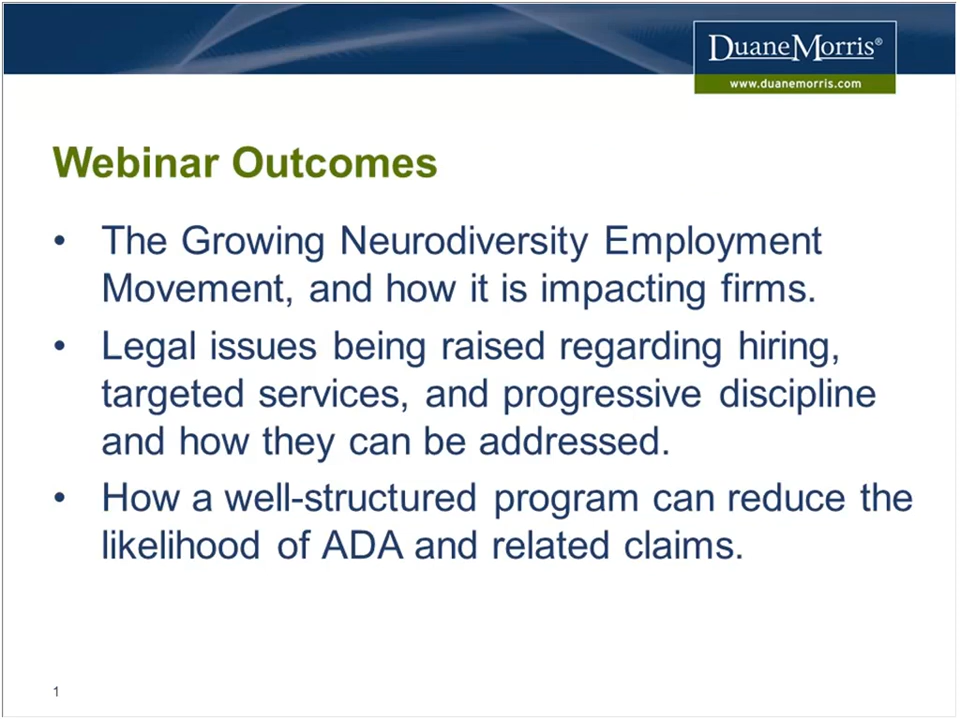 DuaneMorris®
www.duanemorris.com
Webinar Outcomes
• The Growing Neurodiversity Employment
Movement, and how it is impacting firms.
• Legal issues being raised regarding hiring,
targeted services, and progressive discipline
and how they can be addressed.
• How a well-structured program can reduce the
likelihood of ADA and related claims.
1